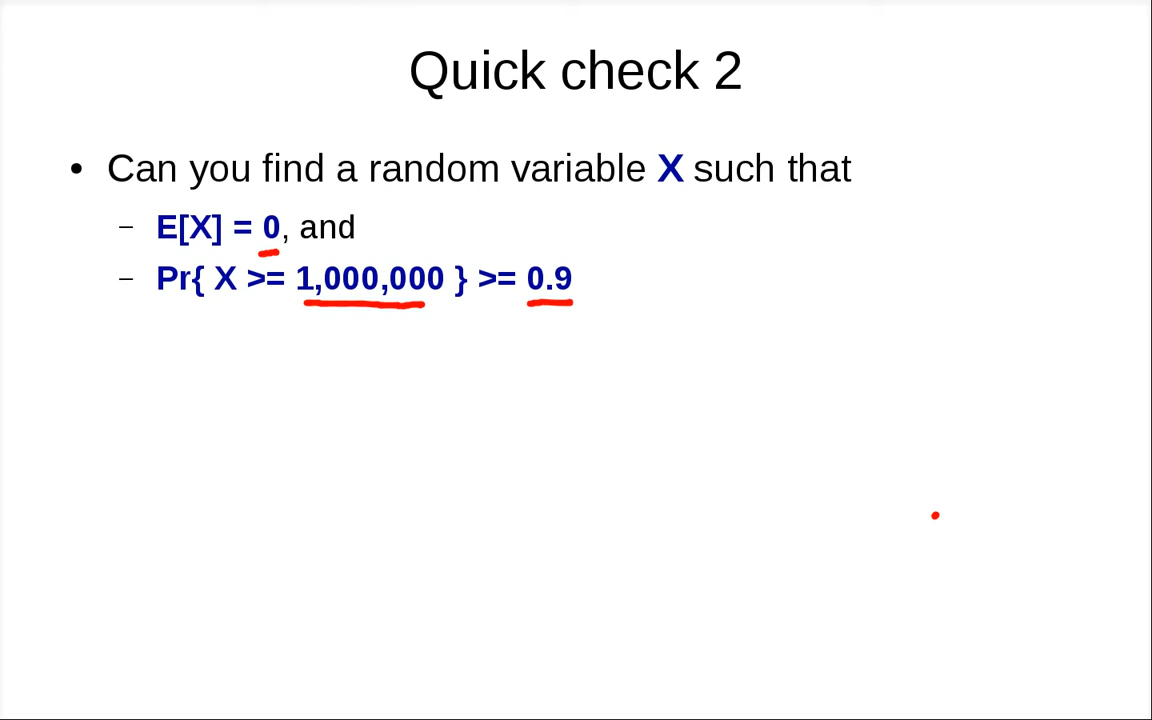 Quick check 2
• Can you find a random variable X such that
– E[X] = 0, and
– Pr{ X >= 1,000,000 } >= 0.9